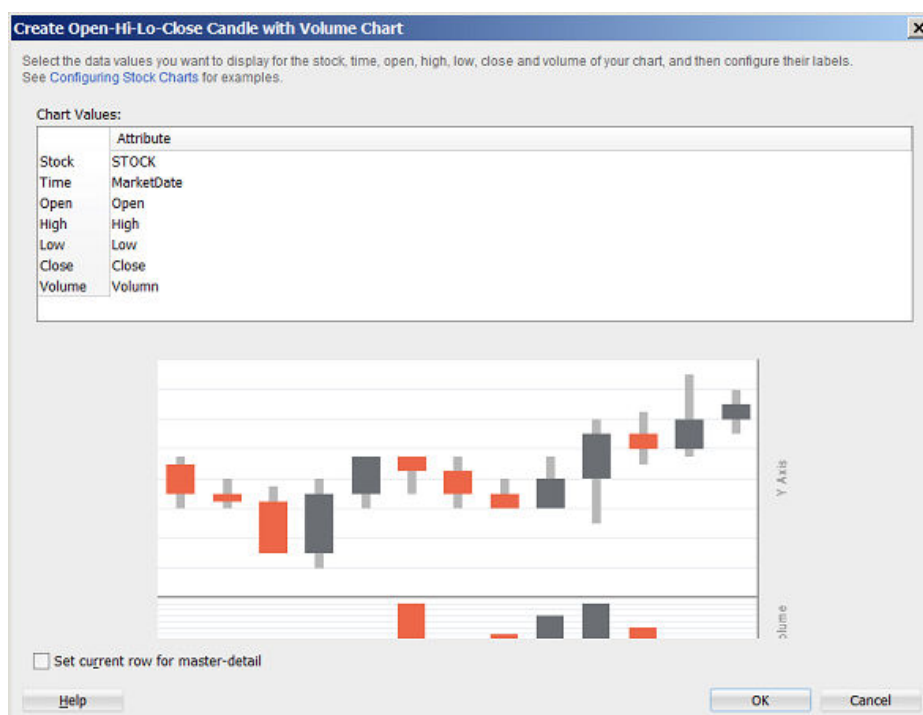 Create Open-Hi-Lo-Close Candle with Volume Chart
Select the data values you want to display for the stock, time, open, high, low, close and volume of your chart, and then configure their labels.
See Configuring Stock Charts for examples.
Chart Values:
Attribute
Stock STOCK
Time MarketDate
Open Open
High High
Low Low
Close Close
Volume Volumn
Y Axis
olume
Set current row for master-detail
Help OK Cancel